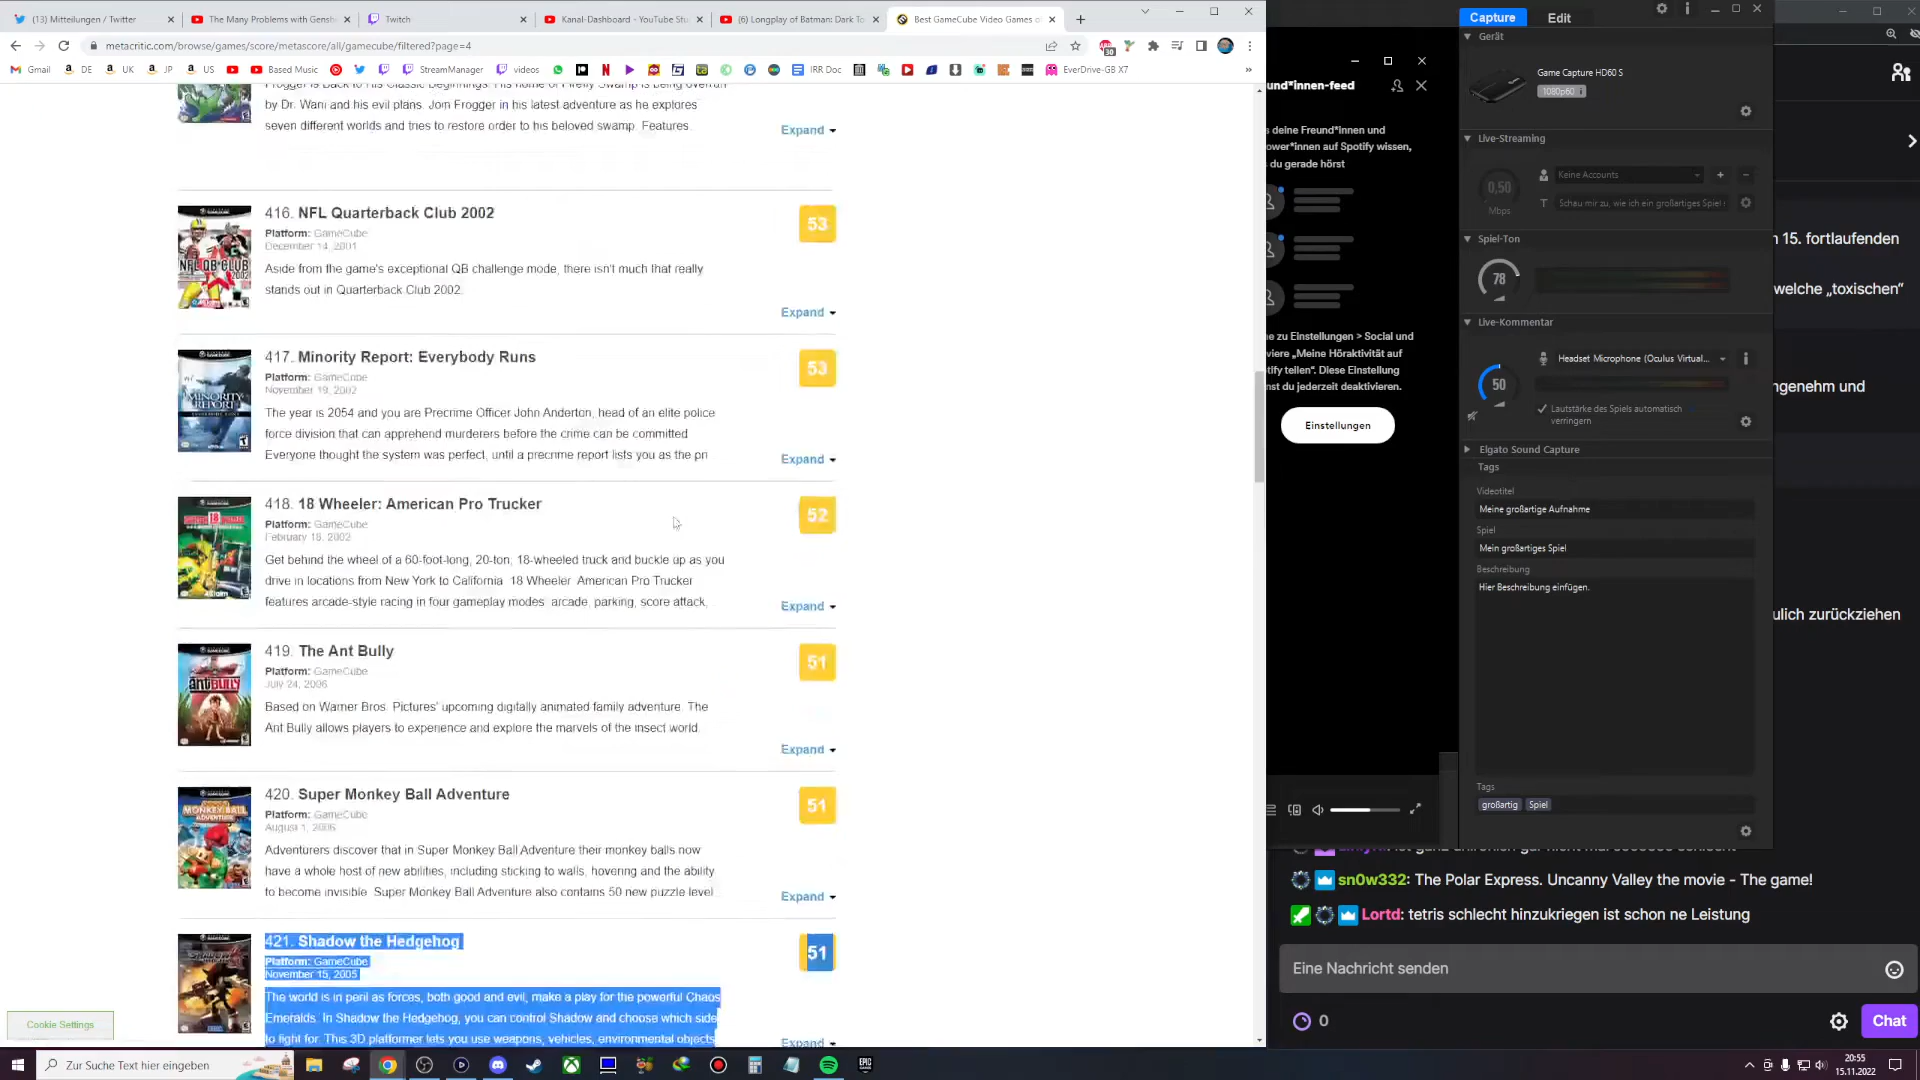 (13) Mitteilungen / Twitter
The Many Problems with Gensh
Twitch
Kanal-Dashboard - YouTube Stu
(6) Longplay of Batman: Dark To
Best GameCube Video Games o
metacritic.com/browse/games/score/metascore/all/gamecube/filtered?page=4
Gmail
DE
UK
JP
US
Based Music
StreamManager
videos
IRR Doc
EverDrive-GB X7
Frogger is Back to His Classic Beginnings. His home of Firefly Swamp is being overrun
by Dr. Wani and his evil plans. Join Frogger in his latest adventure as he explores
seven different worlds and tries to restore order to his beloved swamp. Features.
Expand
416. NFL Quarterback Club 2002
53
Platform: GameCube
December 14, 2001
Aside from the game's exceptional QB challenge mode, there isn't much that really
stands out in Quarterback Club 2002.
Expand
417. Minority Report: Everybody Runs
53
Platform: GameCube
November 19, 2002
The year is 2054 and you are Precrime Officer John Anderton, head of an elite police
force division that can apprehend murderers before the crime can be committed
Everyone thought the system was perfect, until a precrime report lists you as the pri
Expand
418. 18 Wheeler: American Pro Trucker
52
Platform: GameCube
February 18, 2002
Get behind the wheel of a 60-foot-long, 20-ton, 18-wheeled truck and buckle up as you
drive in locations from New York to California 18 Wheeler American Pro Trucker
features arcade-style racing in four gameplay modes arcade, parking, score attack,
Expand
419. The Ant Bully
51
Platform: GameCube
July 24, 2006
Based on Warner Bros. Pictures' upcoming digitally animated family adventure. The
Ant Bully allows players to experience and explore the marvels of the insect world.
Expand
420. Super Monkey Ball Adventure
51
Platform: GameCube
August 1, 2006
Adventurers discover that in Super Monkey Ball Adventure their monkey balls now
have a whole host of new abilities, including sticking to walls, hovering and the ability
to become invisible. Super Monkey Ball Adventure also contains 50 new puzzle level
Expand
421. Shadow the Hedgehog
51
Platform: GameCube
November 15, 2005
The world is in peril as forces, both good and evil, make a play for the powerful Chaos
Emeralds. In Shadow the Hedgehog, you can control Shadow and choose which side
to fight for. This 3D platformer lets you use weapons, vehicles, environmental objects
Expand
Cookie Settings
und*innen-feed
s deine Freund*innen und
ower*innen auf Spotify wissen,
s du gerade hörst
e zu Einstellungen > Social und
viere „Meine Höraktivität auf
tify teilen“. Diese Einstellung
nst du jederzeit deaktivieren.
Einstellungen
Capture
Edit
Gerät
Game Capture HD60 S
1080p60
Live-Streaming
0,50
Mbps
Keine Accounts
Schau mir zu, wie ich ein großartiges Spiel
Spiel-Ton
78
Live-Kommentar
Headset Microphone (Oculus Virtual...
50
Lautstärke des Spiels automatisch
verringern
Elgato Sound Capture
Tags
Videotitel
Meine großartige Aufnahme
Spiel
Mein großartiges Spiel
Beschreibung
Hier Beschreibung einfügen.
Tags
großartig
Spiel
n 15. fortlaufenden
welche „toxischen“
ngenehm und
ulich zurückziehen
sn0w332: The Polar Express. Uncanny Valley the movie - The game!
Lortd: tetris schlecht hinzukriegen ist schon ne Leistung
Eine Nachricht senden
0
Chat
Zur Suche Text hier eingeben
20:55
15.11.2022